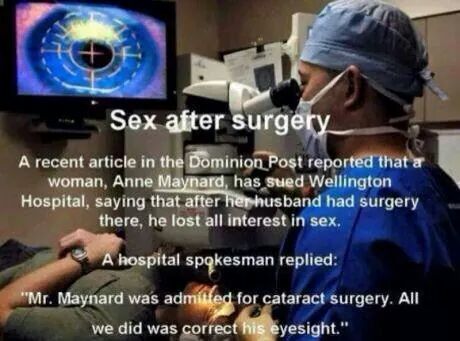 Sex after surgery
A recent article in the Dominion Post reported that a
woman, Anne Maynard, has sued Wellington
Hospital, saying that after her husband had surgery
there, he lost all interest in sex.
A hospital spokesman replied:
"Mr. Maynard was admitted for cataract surgery. All
we did was correct his eyesight."